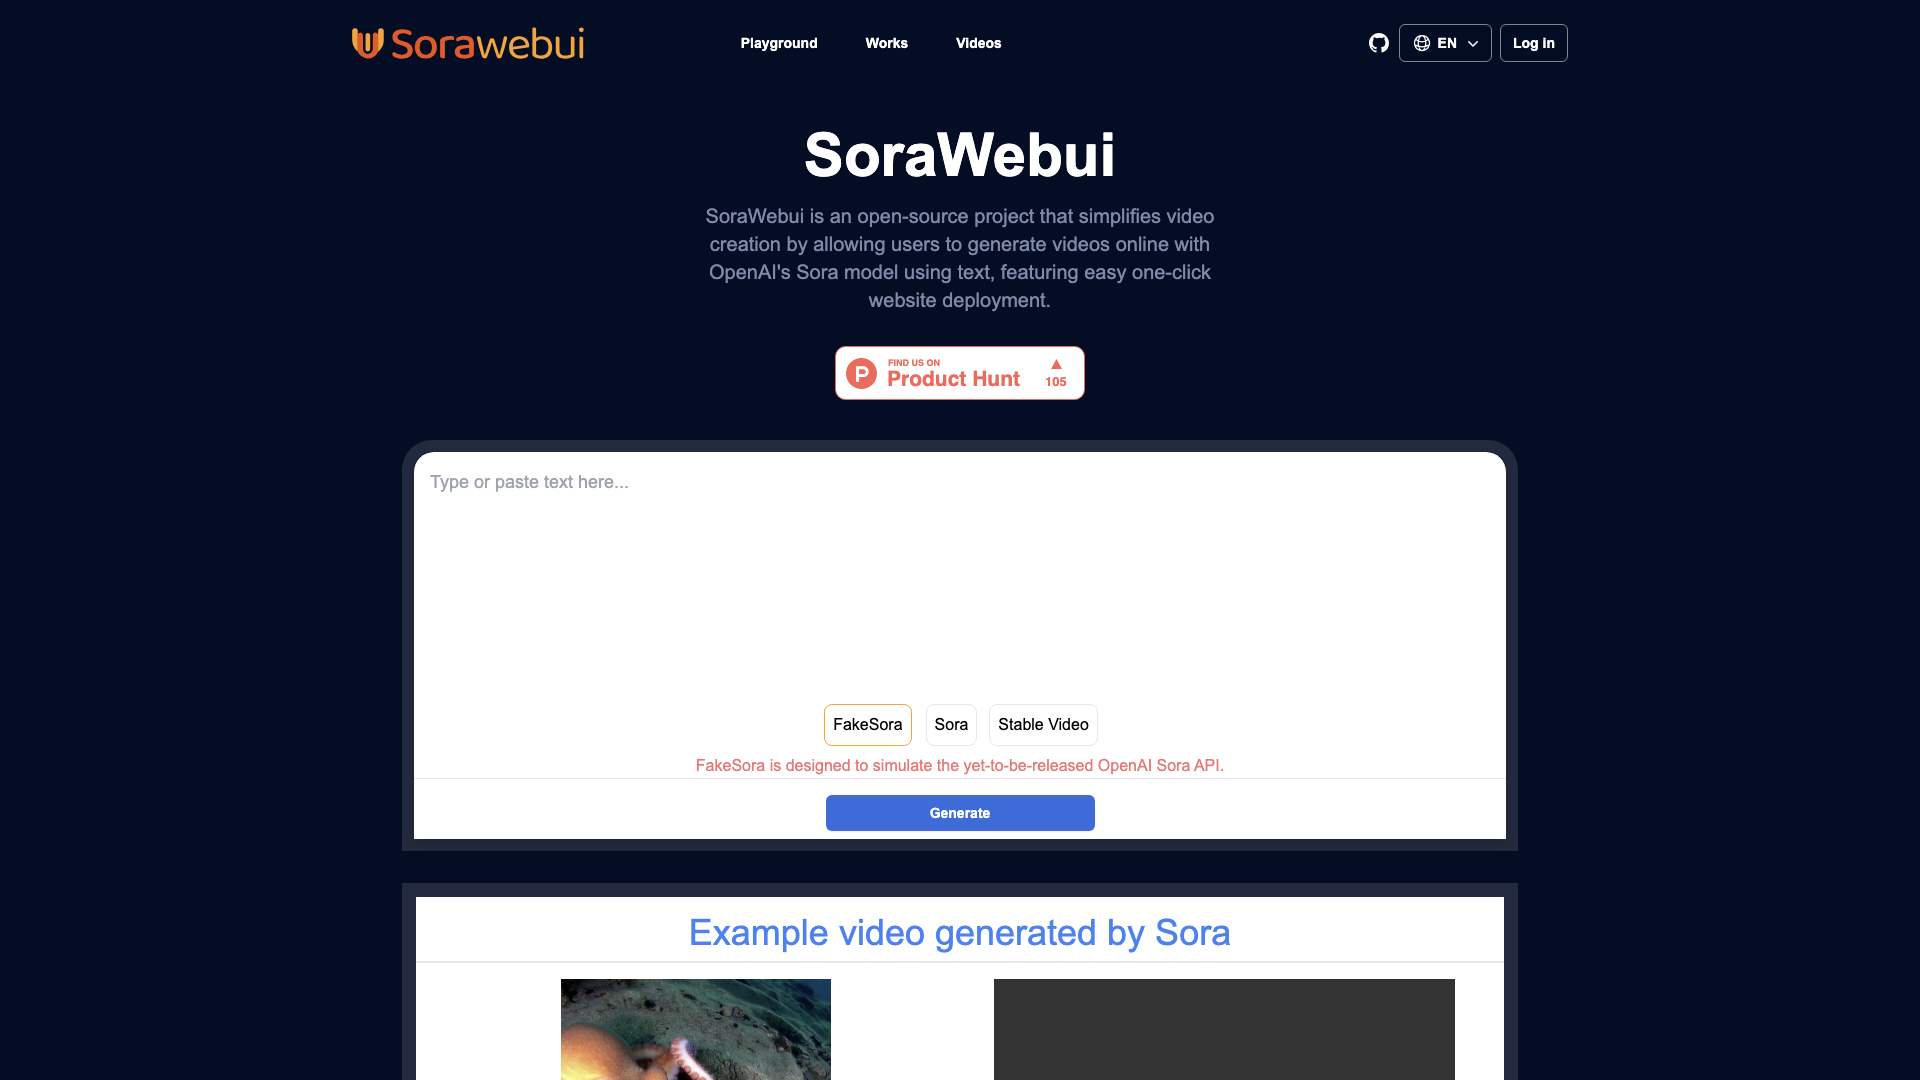 Sorawebui
Playground
Works
Videos
EN
Log in
SoraWebui
SoraWebui is an open-source project that simplifies video
creation by allowing users to generate videos online with
OpenAI's Sora model using text, featuring easy one-click
website deployment.
P
FIND US ON
Product Hunt
105
Type or paste text here...
FakeSora
Sora
Stable Video
FakeSora is designed to simulate the yet-to-be-released OpenAI Sora API.
Generate
Example video generated by Sora